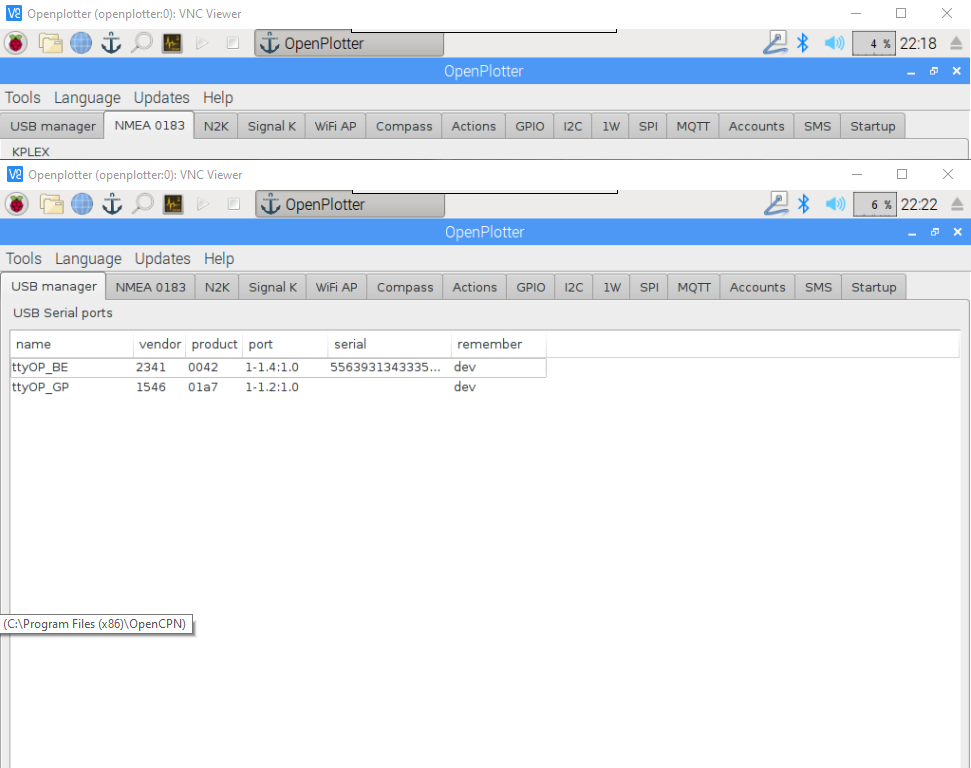 Openplotter (openplotter:0): VNC Viewer
OpenPlotter 4 % 22:18
OpenPlotter
Tools Language Updates Help
USB manager NMEA 0183 N2K Signal K WiFi AP Compass Actions GPIO I2C 1W SPI MQTT Accounts SMS Startup
KPLEX
Openplotter (openplotter:0): VNC Viewer
OpenPlotter 6 % 22:22
OpenPlotter
Tools Language Updates Help
USB manager NMEA 0183 N2K Signal K WiFi AP Compass Actions GPIO I2C 1W SPI MQTT Accounts SMS Startup
USB Serial ports
name vendor product port serial remember
ttyOP_BE 2341 0042 1-1.4:1.0 5563931343335... dev
ttyOP_GP 1546 01a7 1-1.2:1.0 dev
(C:\Program Files (x86)\OpenCPN)